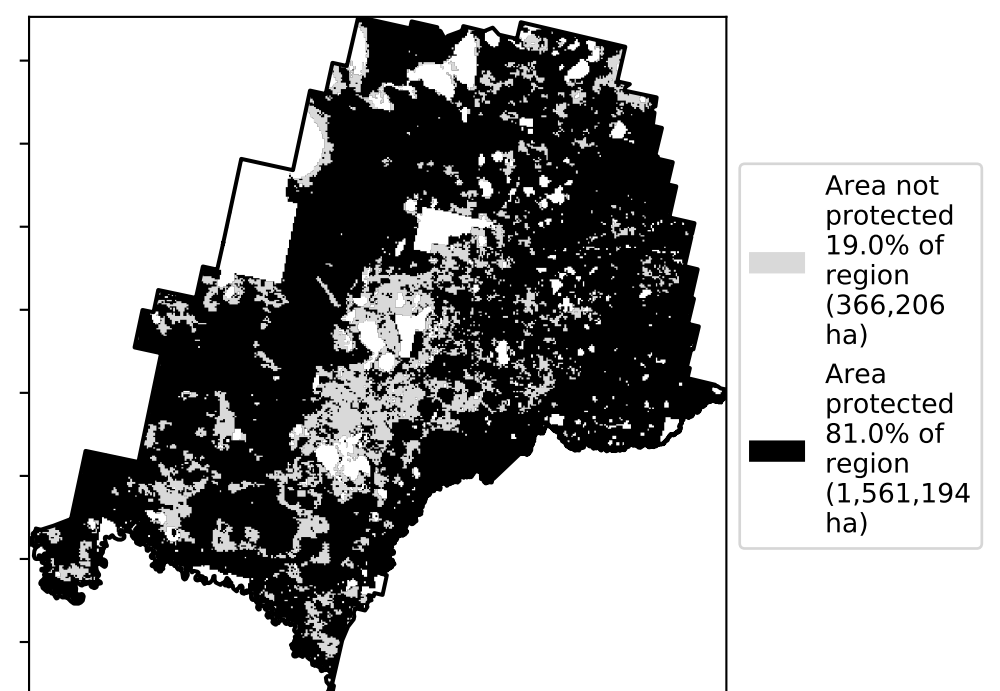 Area not
protected
19.0% of
region
(366,206
ha)
Area
protected
81.0% of
region
(1,561,194
ha)